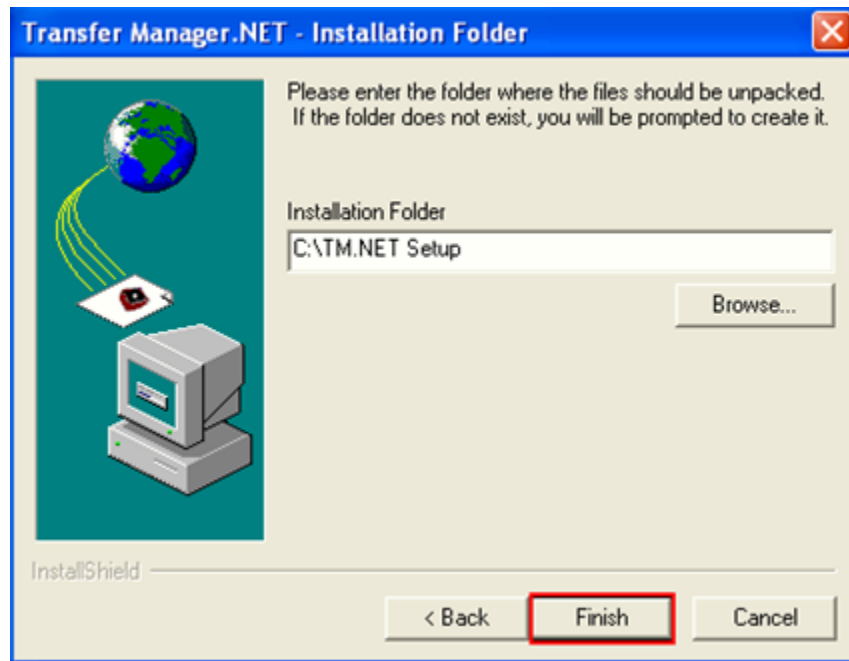 Transfer Manager.NET - Installation Folder
Please enter the folder where the files should be unpacked.
If the folder does not exist, you will be prompted to create it.
Installation Folder
C:\TM.NET Setup
Browse...
InstallShield
< Back
Finish
Cancel